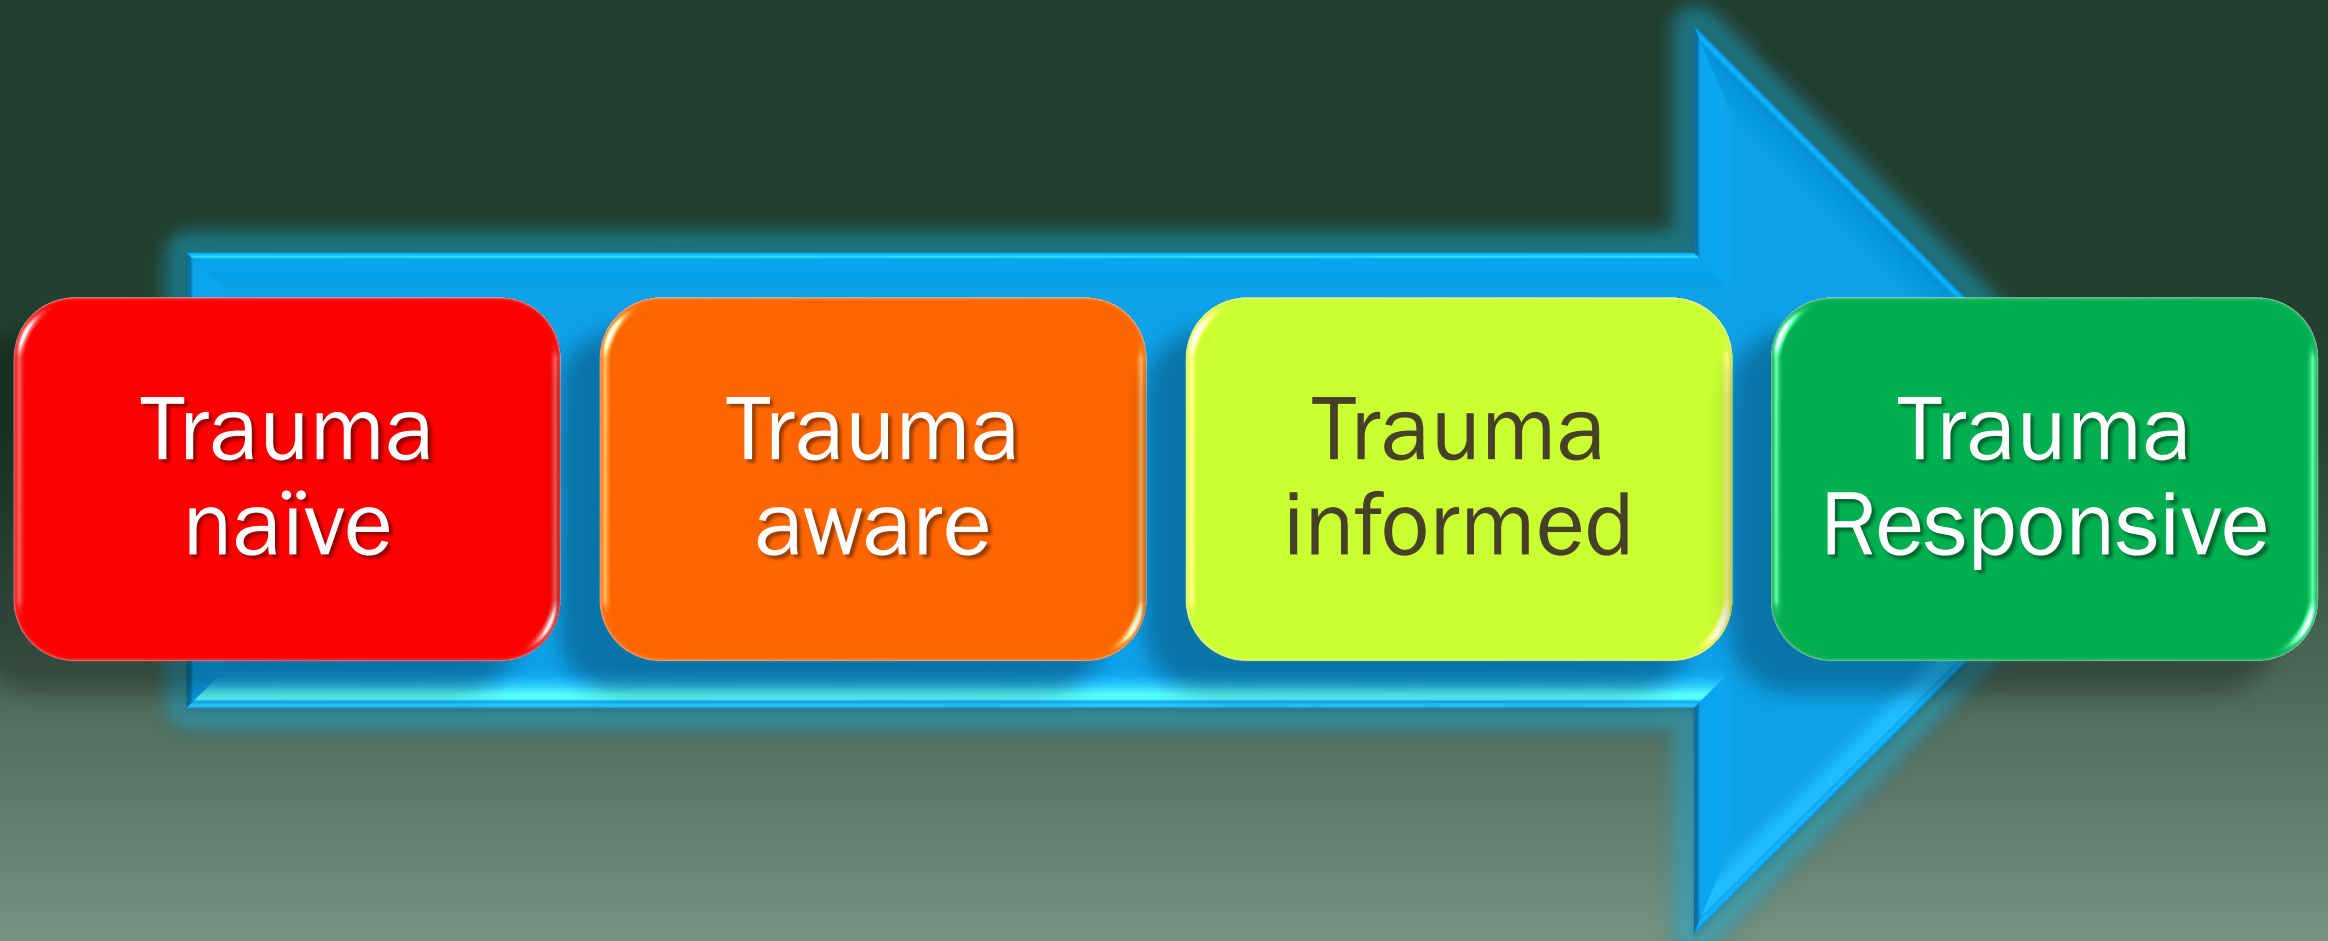 Trauma
naïve
Trauma
aware
Trauma
informed
Trauma
Responsive